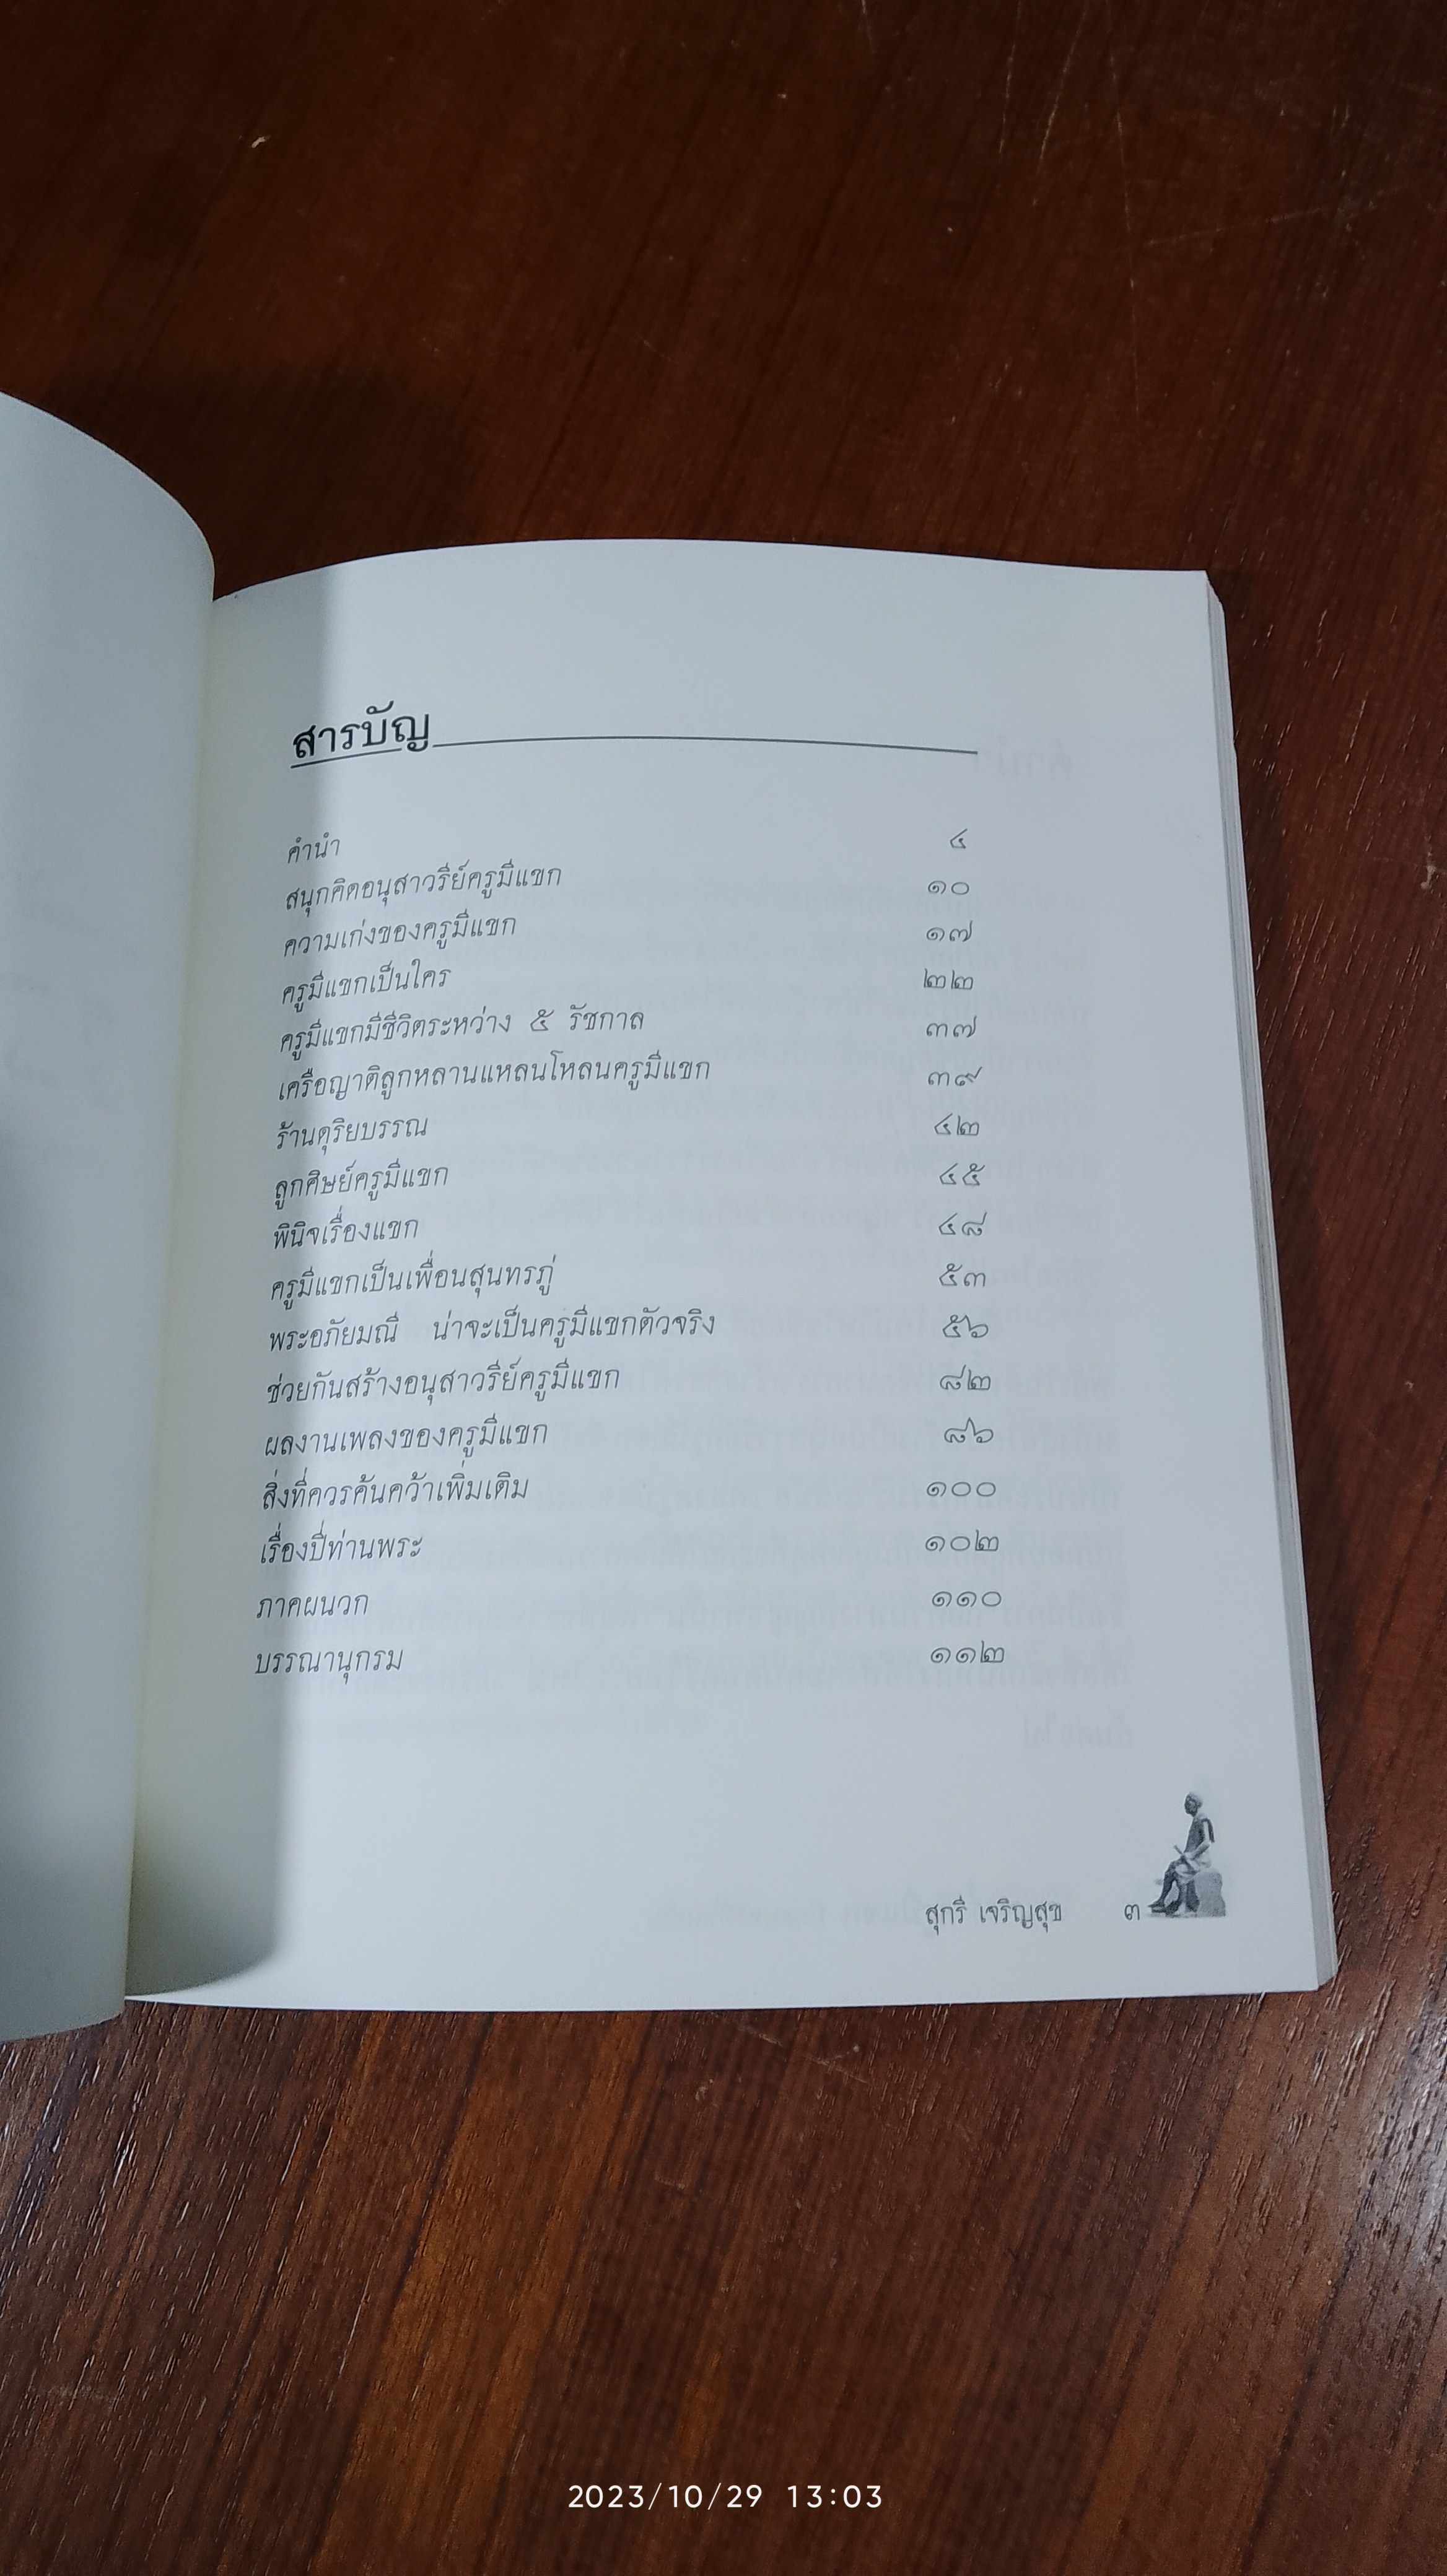 สารบัญ
คำนำ ๔
สนุกคิดอนุสาวรีย์ครูมีแขก ๑๐
ความเก่งของครูมีแขก ๑๗
ครูมีแขกเป็นใคร ๒๒
ครูมีแขกมีชีวิตระหว่าง ๕ รัชกาล ๓๗
เครือญาติลูกหลานแหลนโหลนครูมีแขก ๓๙
ร้านดุริยบรรณ ๔๒
ลูกศิษย์ครูมีแขก ๔๕
พินิจเรื่องแขก ๔๘
ครูมีแขกเป็นเพื่อนสุนทรภู่ ๕๓
พระอภัยมณี น่าจะเป็นครูมีแขกตัวจริง ๕๖
ช่วยกันสร้างอนุสาวรีย์ครูมีแขก ๘๒
ผลงานเพลงของครูมีแขก ๘๖
สิ่งที่ควรค้นคว้าเพิ่มเติม ๑๐๐
เรื่องปี่ท่านพระ ๑๐๒
ภาคผนวก ๑๑๐
บรรณานุกรม ๑๑๒
สุกรี เจริญสุข ๓
2023/10/29 13:03